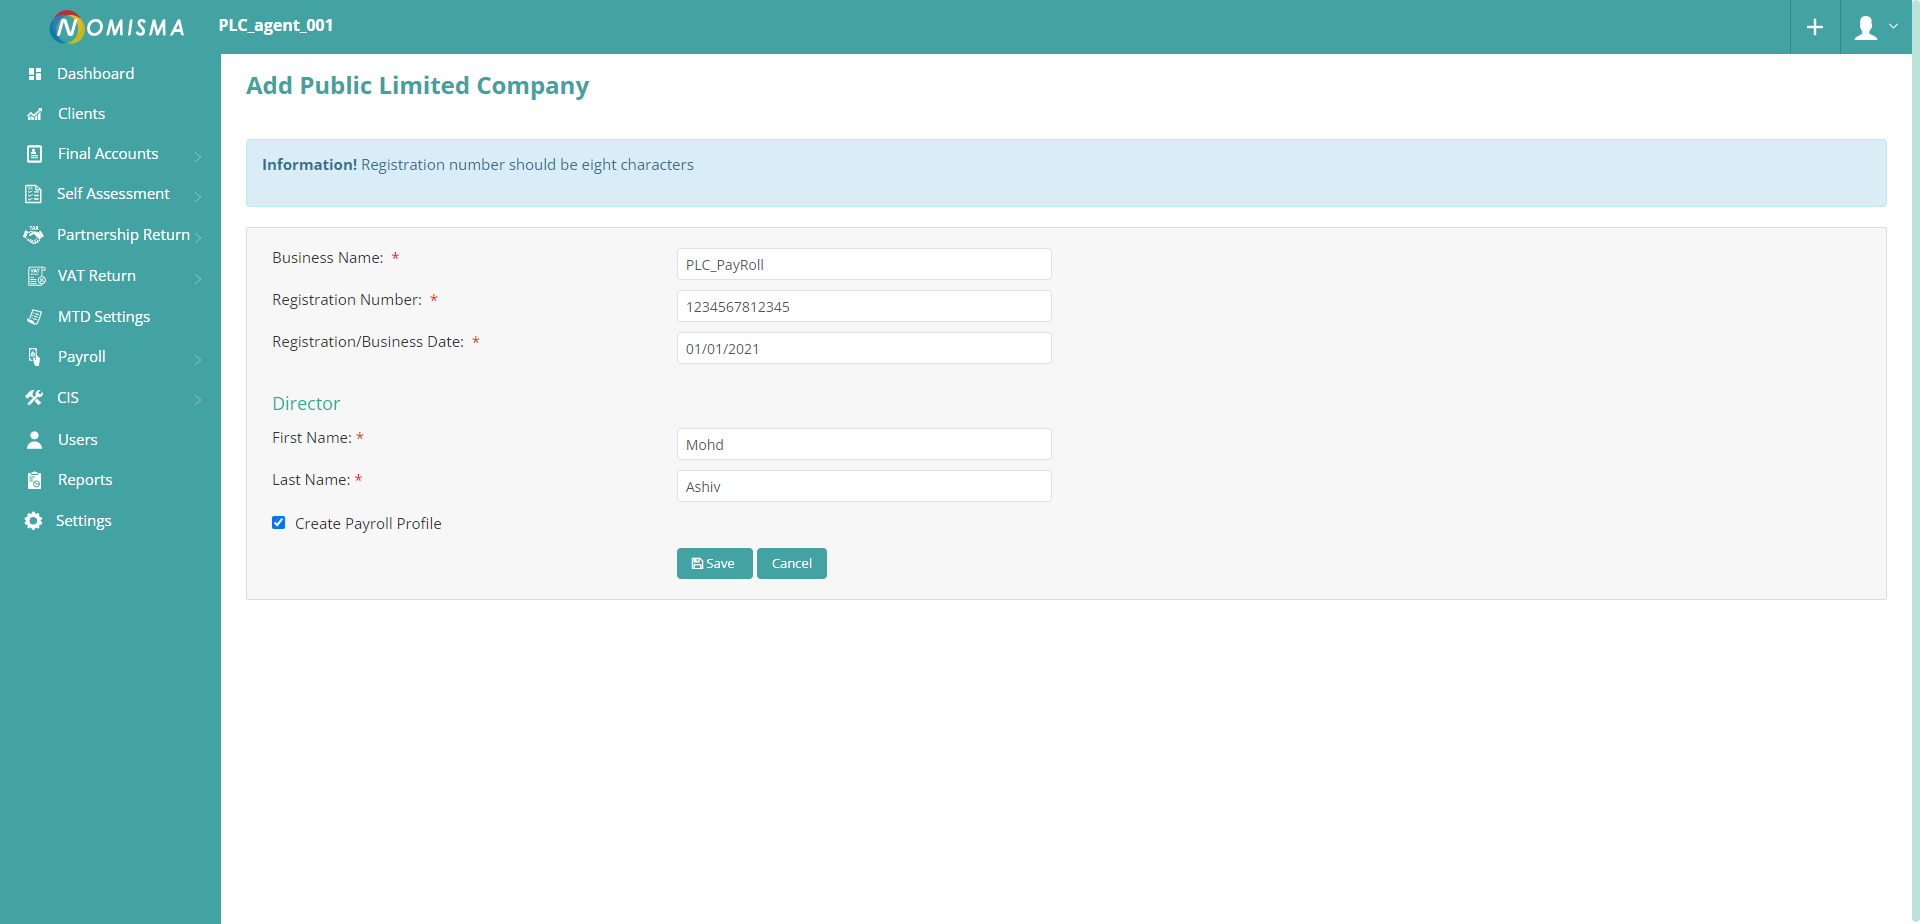 NOMISMA
PLC_agent_001
Dashboard
Clients
Final Accounts
Self Assessment
Partnership Return
VAT Return
MTD Settings
Payroll
CIS
Users
Reports
Settings
Add Public Limited Company
Information! Registration number should be eight characters
Business Name: *
PLC_PayRoll
Registration Number: *
1234567812345
Registration/Business Date: *
01/01/2021
Director
First Name: *
Mohd
Last Name: *
Ashiv
Create Payroll Profile
Save Cancel